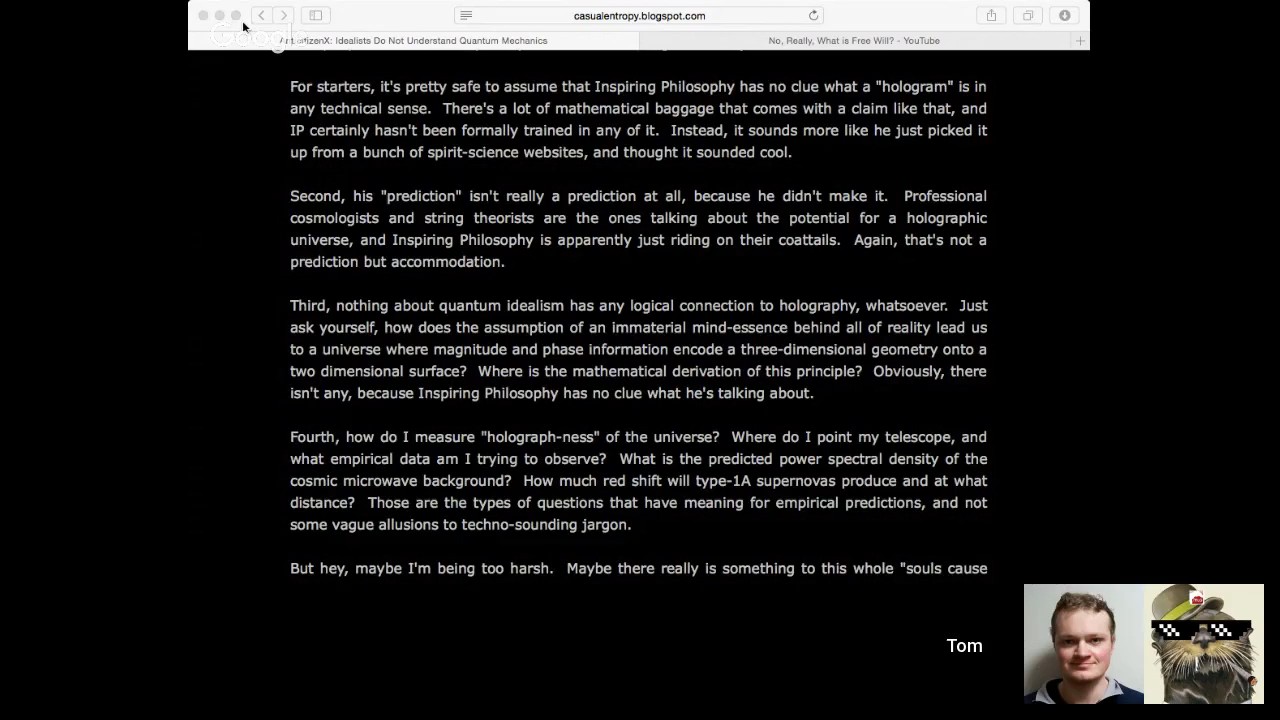 casualentropy.blogspot.com
Google
izenX: Idealists Do Not Understand Quantum Mechanics
No, Really, What is Free Will? - YouTube
For starters, it's pretty safe to assume that Inspiring Philosophy has no clue what a "hologram" is in
any technical sense. There's a lot of mathematical baggage that comes with a claim like that, and
IP certainly hasn't been formally trained in any of it. Instead, it sounds more like he just picked it
up from a bunch of spirit-science websites, and thought it sounded cool.
Second, his "prediction" isn't really a prediction at all, because he didn't make it. Professional
cosmologists and string theorists are the ones talking about the potential for a holographic
universe, and Inspiring Philosophy is apparently just riding on their coattails. Again, that's not a
prediction but accommodation.
Third, nothing about quantum idealism has any logical connection to holography, whatsoever. Just
ask yourself, how does the assumption of an immaterial mind-essence behind all of reality lead us
to a universe where magnitude and phase information encode a three-dimensional geometry onto a
two dimensional surface? Where is the mathematical derivation of this principle? Obviously, there
isn't any, because Inspiring Philosophy has no clue what he's talking about.
Fourth, how do I measure "holograph-ness" of the universe? Where do I point my telescope, and
what empirical data am I trying to observe? What is the predicted power spectral density of the
cosmic microwave background? How much red shift will type-1A supernovas produce and at what
distance? Those are the types of questions that have meaning for empirical predictions, and not
some vague allusions to techno-sounding jargon.
But hey, maybe I'm being too harsh. Maybe there really is something to this whole "souls cause
Tom